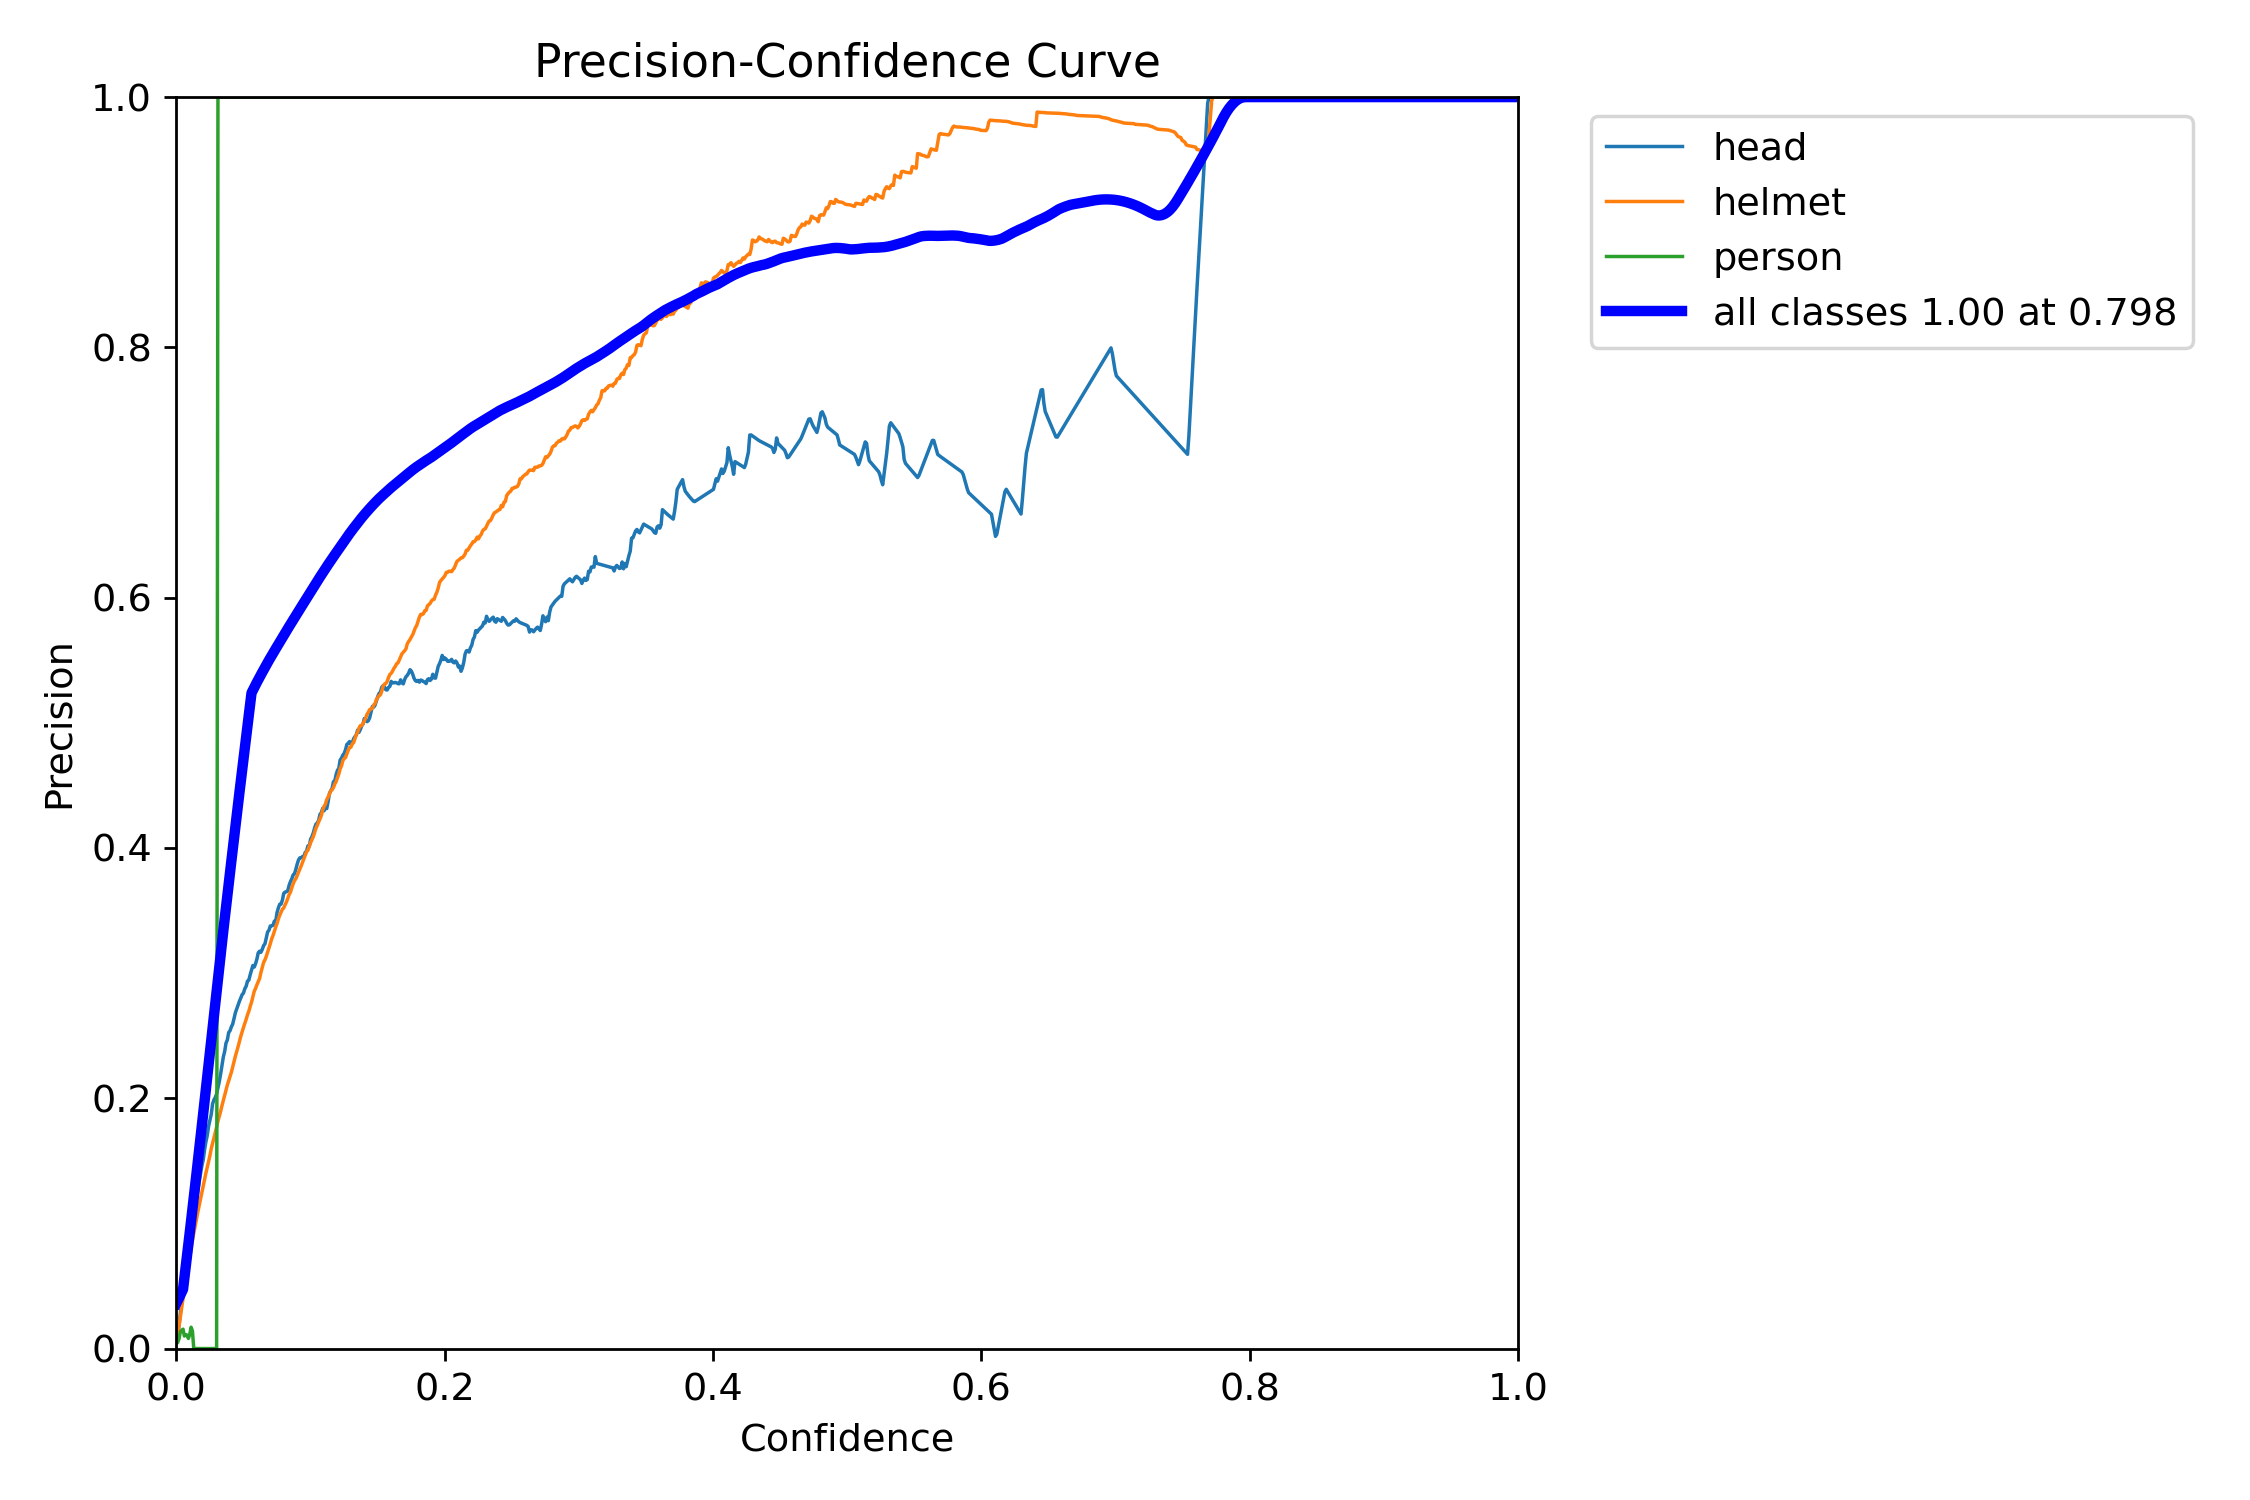 Precision-Confidence Curve
1.0
0.8
0.6
0.4
0.2
0.0
Precision
0.0 0.2 0.4 0.6 0.8 1.0
Confidence
head
helmet
person
all classes 1.00 at 0.798